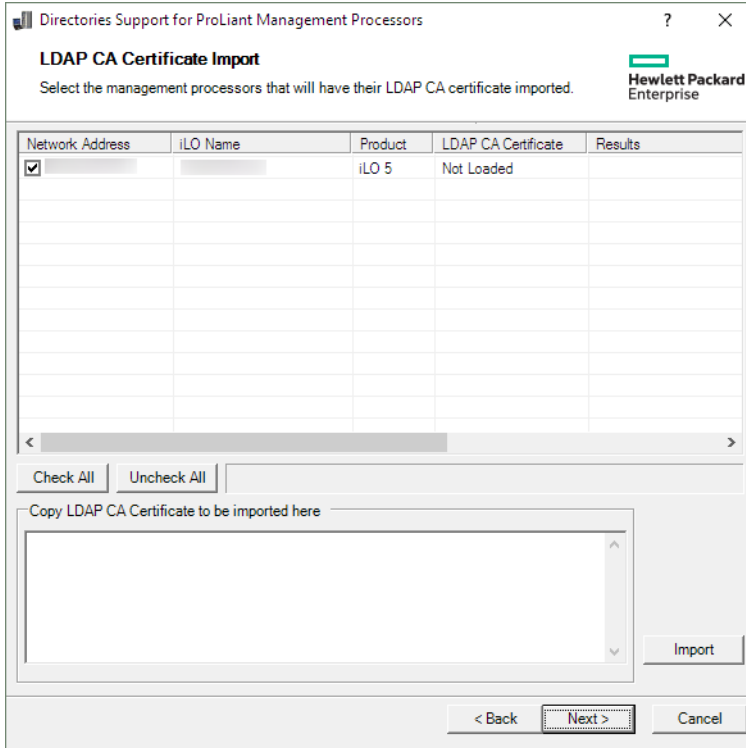 Directories Support for ProLiant Management Processors ? ×
LDAP CA Certificate Import
Select the management processors that will have their LDAP CA certificate imported.
Hewlett Packard
Enterprise
Network Address iLO Name Product LDAP CA Certificate Results
iLO 5 Not Loaded
< >
Check All Uncheck All
Copy LDAP CA Certificate to be imported here
Import
< Back Next > Cancel